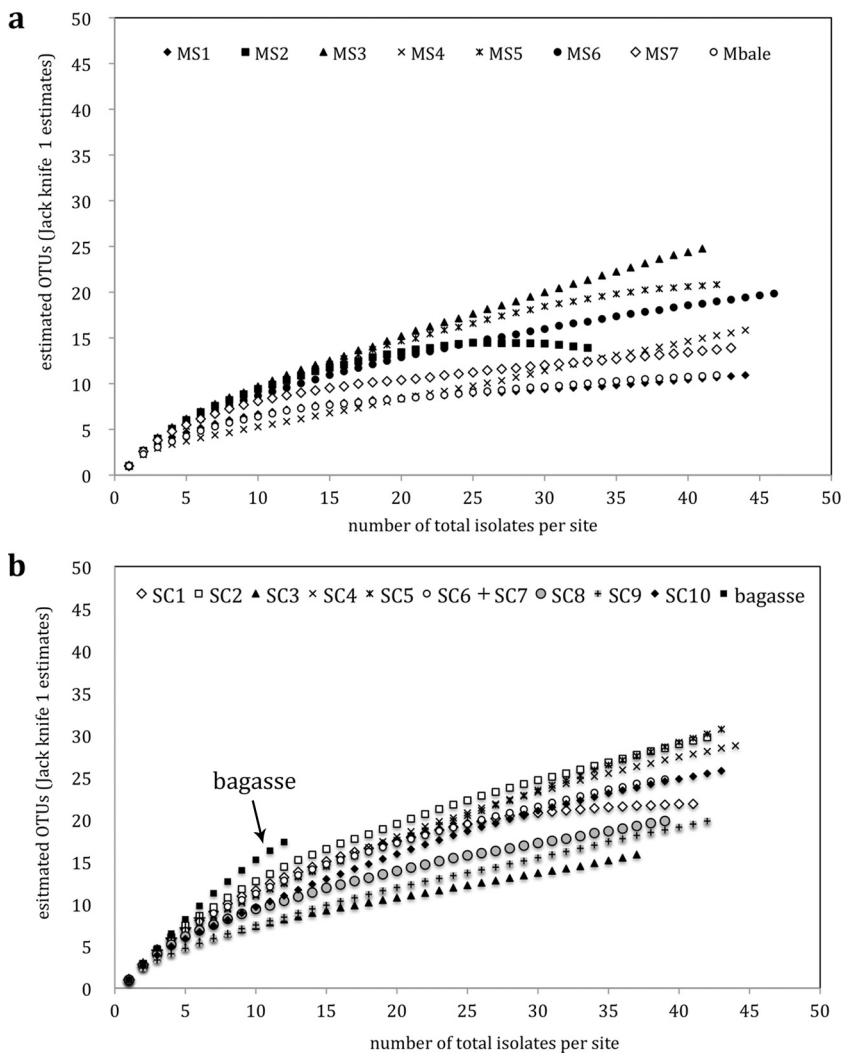 a
50
MS1 MS2 MS3 MS4 MS5 MS6 MS7 Mbale
45
40
35
30
25
20
15
10
5
0
estimated OTUs (Jack knife 1 estimates)
0 5 10 15 20 25 30 35 40 45 50
number of total isolates per site
b
50
SC1 SC2 SC3 SC4 SC5 SC6 SC7 SC8 SC9 SC10 bagasse
45
40
35
30
25
20
15
10
5
0
esitmated OTUs (Jack knife 1 estimates)
bagasse
0 5 10 15 20 25 30 35 40 45 50
number of total isolates per site